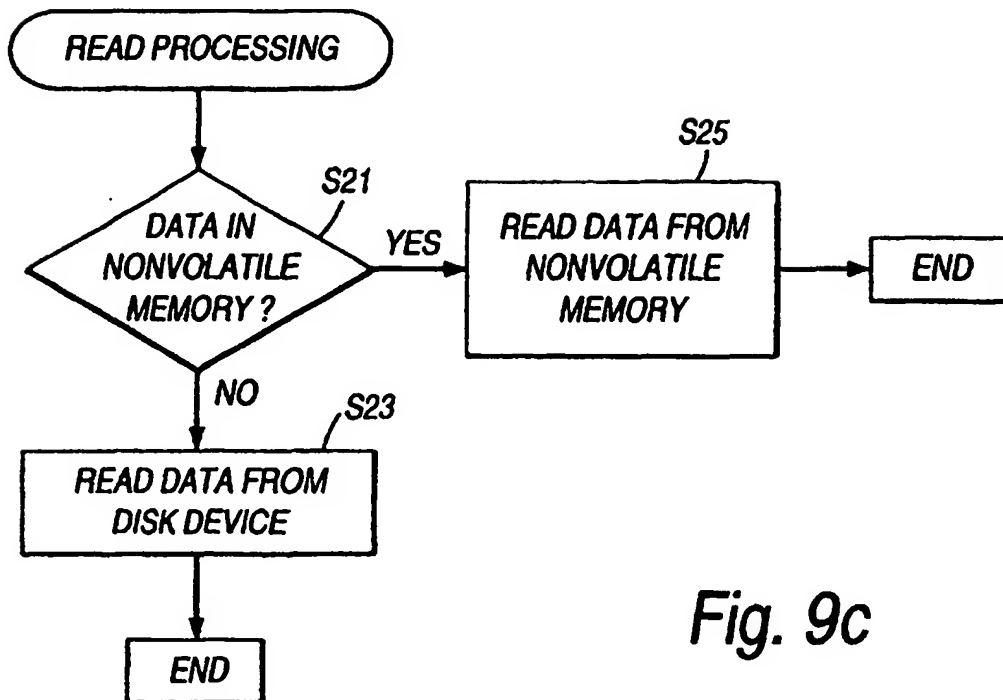 READ PROCESSING
S21
DATA IN
NONVOLATILE
MEMORY ?
YES
S25
READ DATA FROM
NONVOLATILE
MEMORY
END
NO
S23
READ DATA FROM
DISK DEVICE
END
Fig. 9c